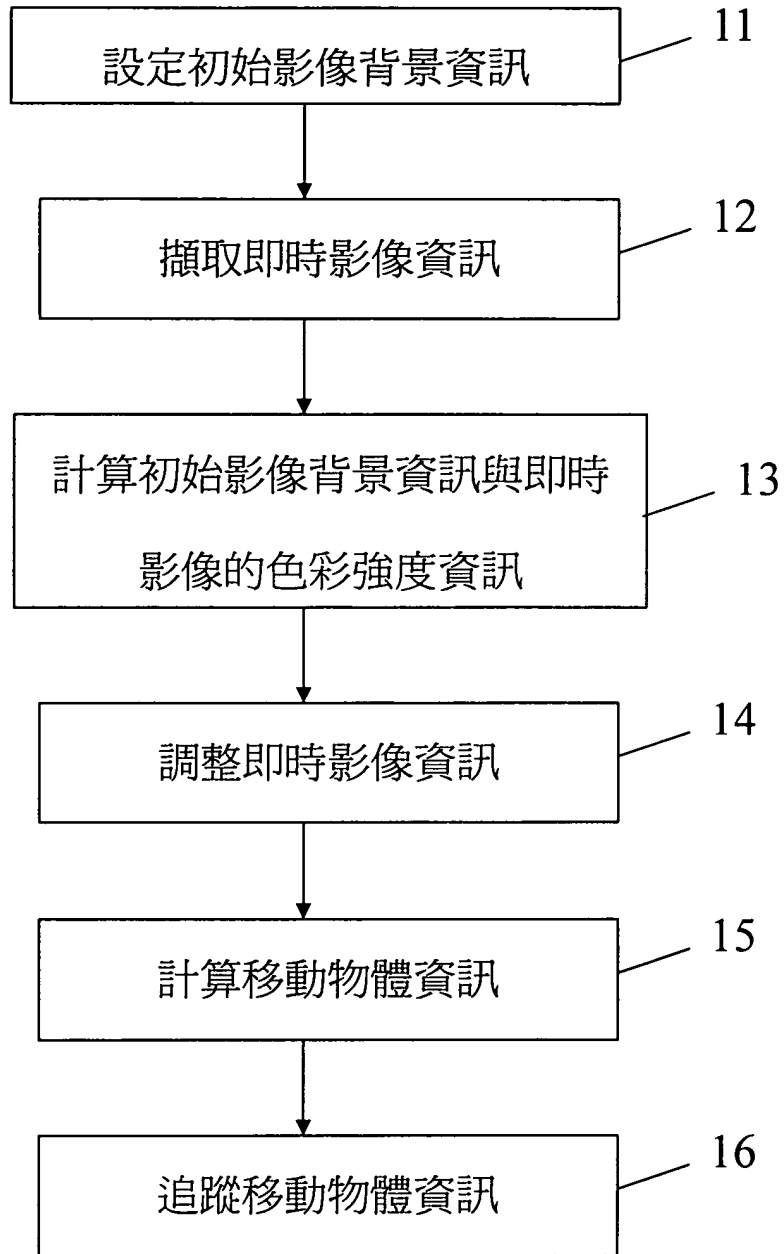 設定初始影像背景資訊
11
擷取即時影像資訊
12
計算初始影像背景資訊與即時
影像的色彩強度資訊
13
調整即時影像資訊
14
計算移動物體資訊
15
追蹤移動物體資訊
16